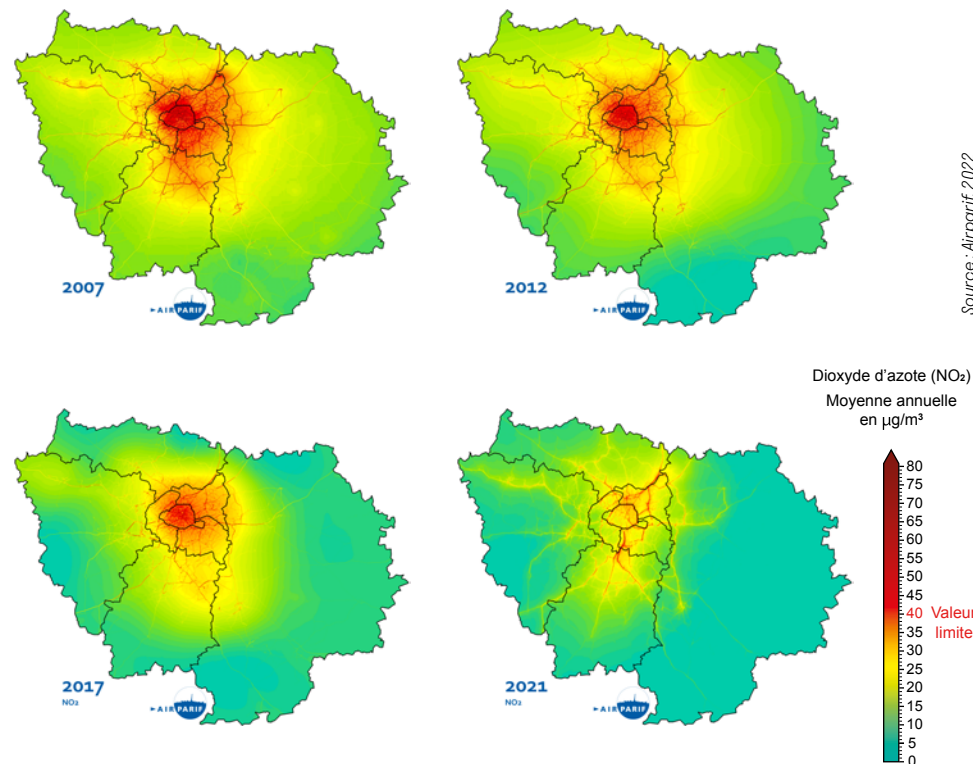 2007
AIRPARIF
2012
AIRPARIF
Source : Airparif 2022
Dioxyde d'azote (NO₂)
Moyenne annuelle
en µg/m³
80
75
70
65
60
55
50
45
40 Valeur
limite
35
30
25
20
15
10
5
0
2017
NO₂
AIRPARIF
2021
NO₂
AIRPARIF